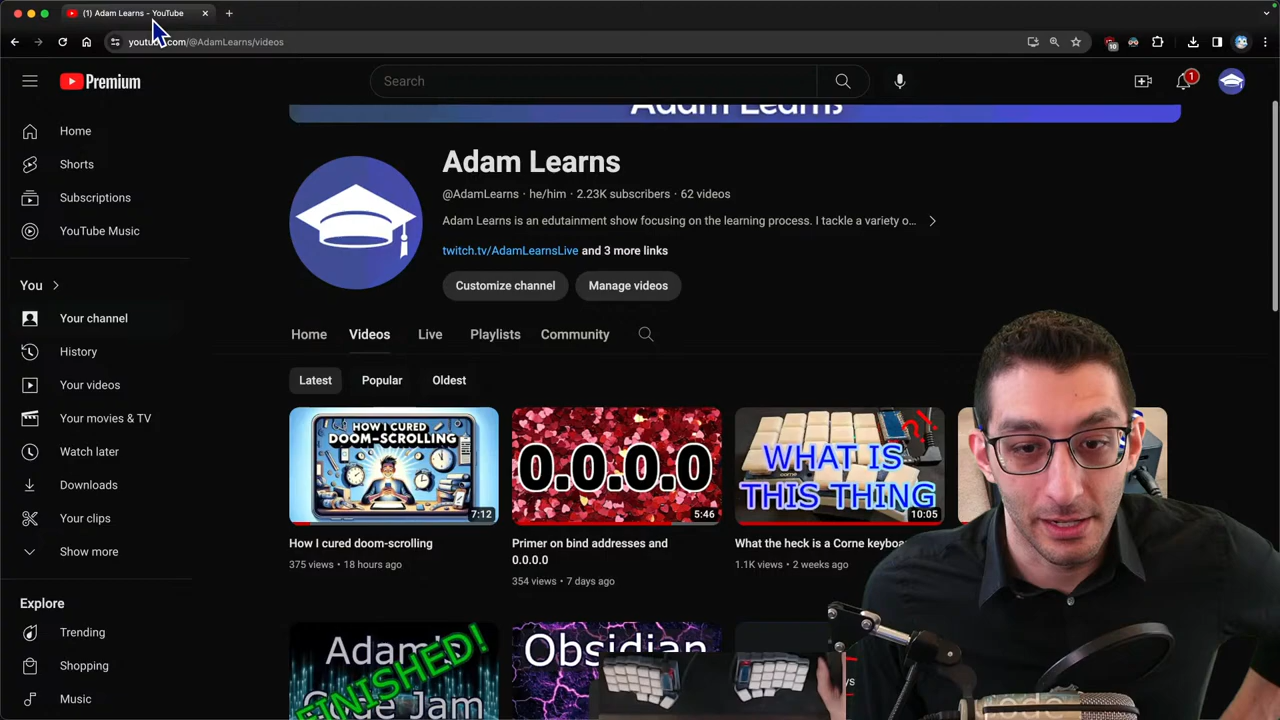 (1) Adam Learns - YouTube
youtu
.com/@AdamLearns/videos
10
Premium
Search
1
Adam Learns
Home
Shorts
Subscriptions
YouTube Music
You
Your channel
History
Your videos
Your movies & TV
Watch later
Downloads
Your clips
Show more
Explore
Trending
Shopping
Music
Adam Learns
@AdamLearns · he/him · 2.23K subscribers · 62 videos
Adam Learns is an edutainment show focusing on the learning process. I tackle a variety o...
twitch.tv/AdamLearnsLive and 3 more links
Customize channel
Manage videos
Home
Videos
Live
Playlists
Community
Latest
Popular
Oldest
HOW I CURED
DOOM-SCROLLING
7:12
How I cured doom-scrolling
375 views · 18 hours ago
0.0.0.0
5:46
Primer on bind addresses and
0.0.0.0
354 views · 7 days ago
WHAT IS
THIS THING
?!
10:05
What the heck is a Corne keyboa
1.1K views · 2 weeks ago
Adam's
Code Jam
FINISHED!
Obsidian